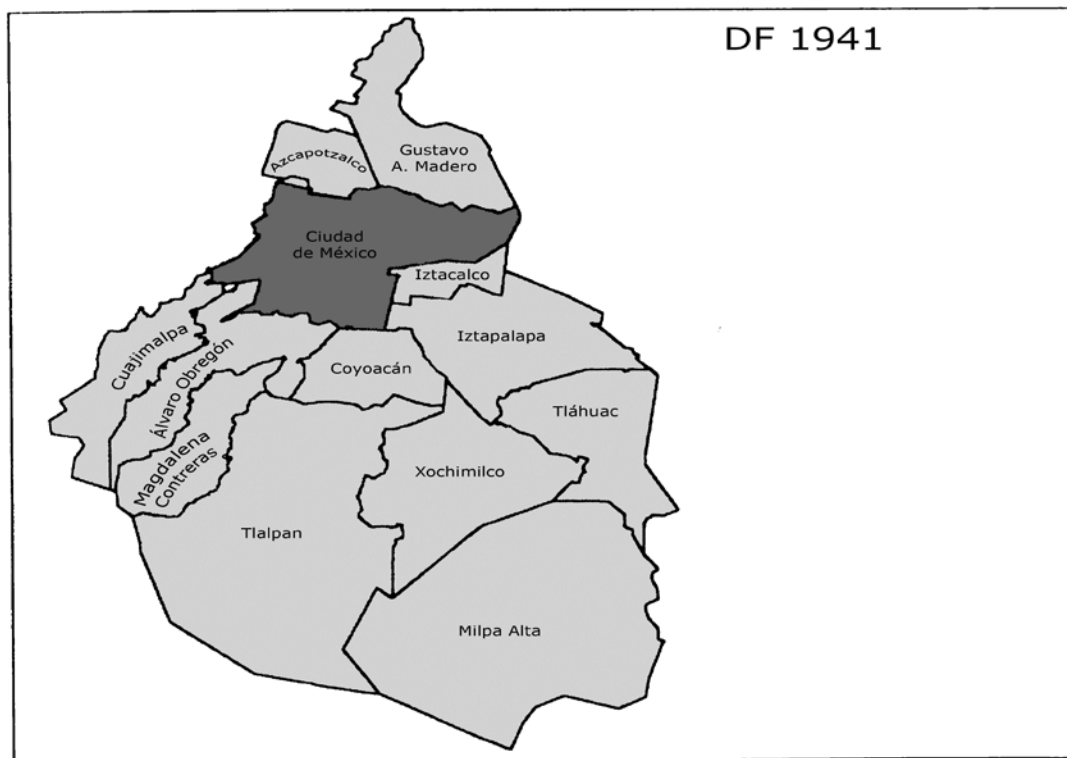 DF 1941
Gustavo
A. Madero
Azcapotzalco
Ciudad
de México
Iztacalco
Iztapalapa
Cuajimalpa
Álvaro Obregón
Coyoacán
Tláhuac
Magdalena
Contreras
Xochimilco
Tlalpan
Milpa Alta